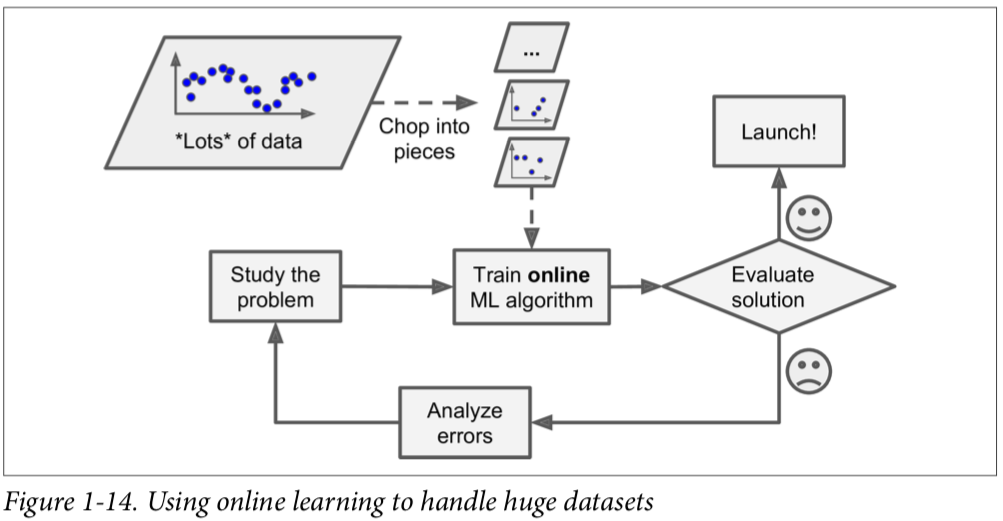 *Lots* of data
Chop into
pieces
...
Launch!
Study the
problem
Train online
ML algorithm
Evaluate
solution
Analyze
errors
Figure 1-14. Using online learning to handle huge datasets